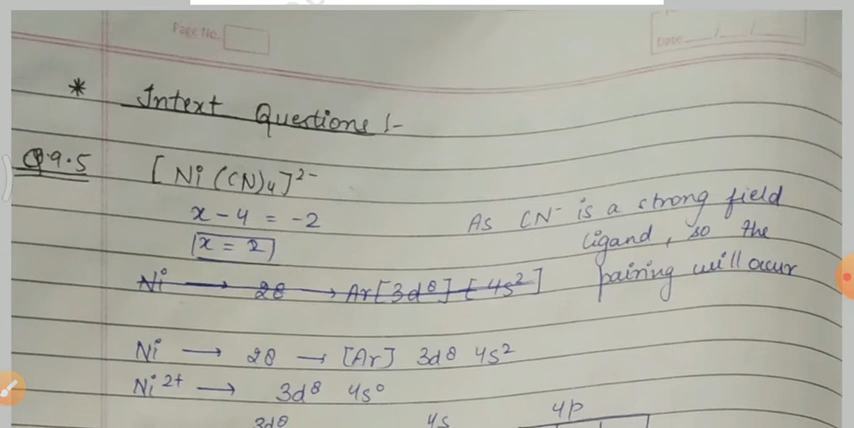 Page No.
Date / /
* Intext Questions :-
Q9.5 [Ni(CN)4]2-
x - 4 = -2
x = 2
As CN- is a strong field
ligand, so the
pairing will occur
Ni → 28 → Ar[3d8] [4s2]
Ni → 28 → [Ar] 3d8 4s2
Ni2+ → 3d8 4s0
3d8 4s 4p